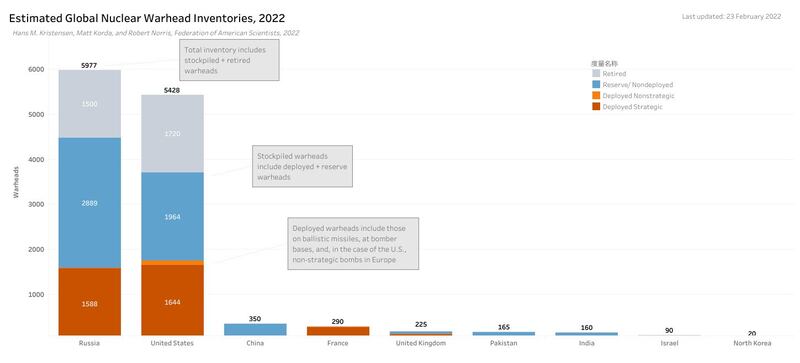 Estimated Global Nuclear Warhead Inventories, 2022
Last updated: 23 February 2022
Hans M. Kristensen, Matt Korda, and Robert Norris, Federation of American Scientists, 2022
Total inventory includes
stockpiled + retired
warheads
度量名称
Retired
Reserve/ Nondeployed
Deployed Nonstrategic
Deployed Strategic
Stockpiled warheads
include deployed + reserve
warheads
Deployed warheads include those
on ballistic missiles, at bomber
bases, and, in the case of the U.S.,
non-strategic bombs in Europe
Warheads
6000
5000
4000
3000
2000
1000
5977
1500
2889
1588
5428
1720
1964
1644
350
290
225
165
160
90
20
Russia
United States
China
France
United Kingdom
Pakistan
India
Israel
North Korea